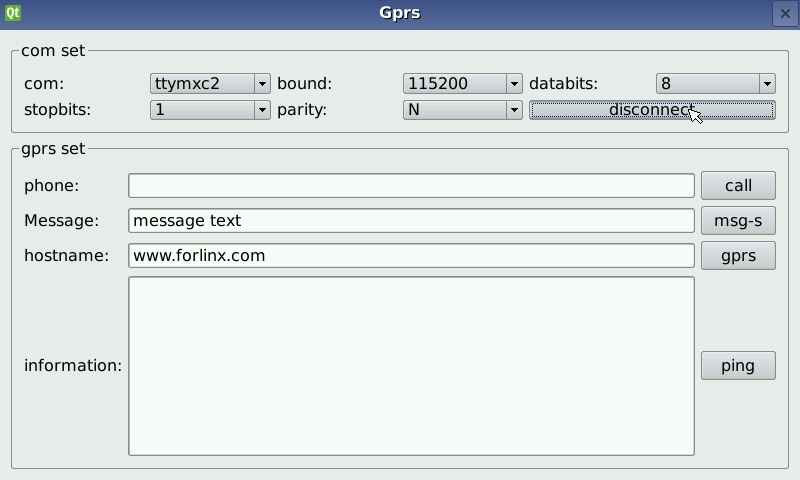 Qt Gprs
com set
com: ttymxc2 bound: 115200 databits: 8
stopbits: 1 parity: N disconnect
gprs set
phone: call
Message: message text msg-s
hostname: www.forlinx.com gprs
information: ping